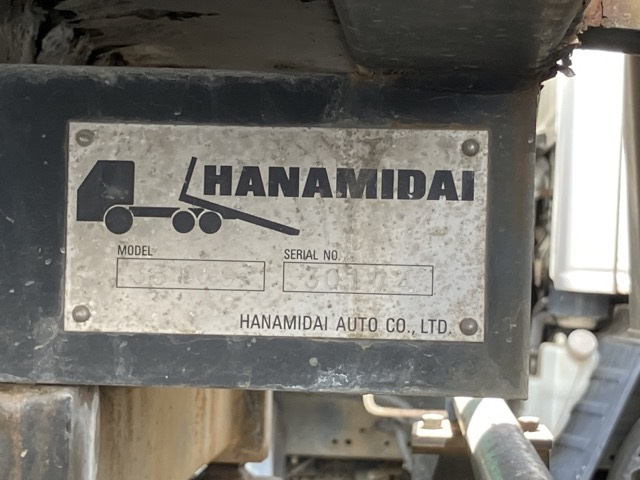 HANAMIDAI
MODEL
SERIAL NO.
HANAMIDAI AUTO CO., LTD.